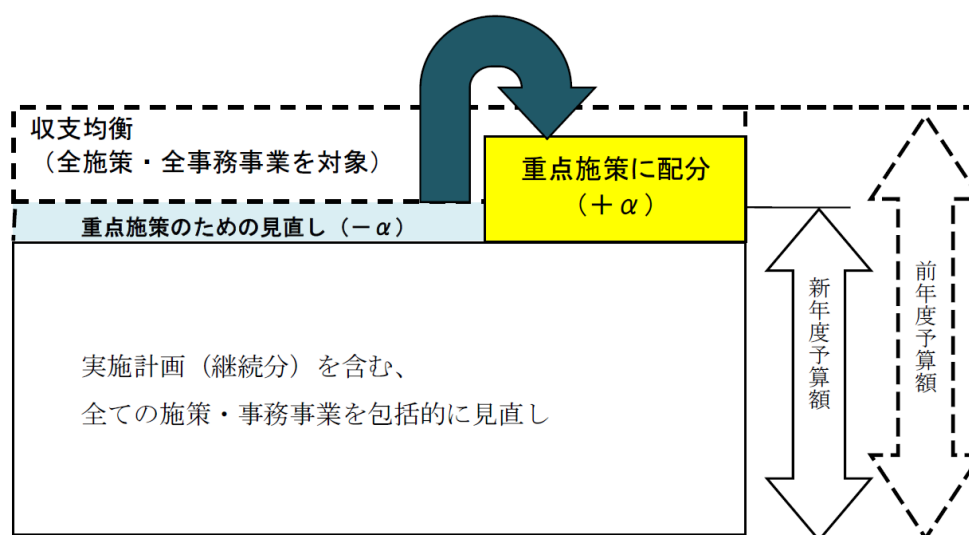 収支均衡
（全施策・全事務事業を対象）
重点施策に配分
（＋α）
重点施策のための見直し（－α）
実施計画（継続分）を含む、
全ての施策・事務事業を包括的に見直し
新年度予算額
前年度予算額